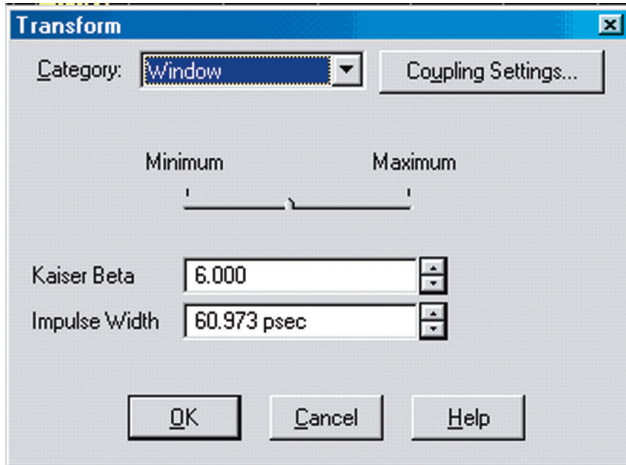 Transform
Category: Window Coupling Settings...
Minimum Maximum
Kaiser Beta 6.000
Impulse Width 60.973 psec
OK Cancel Help